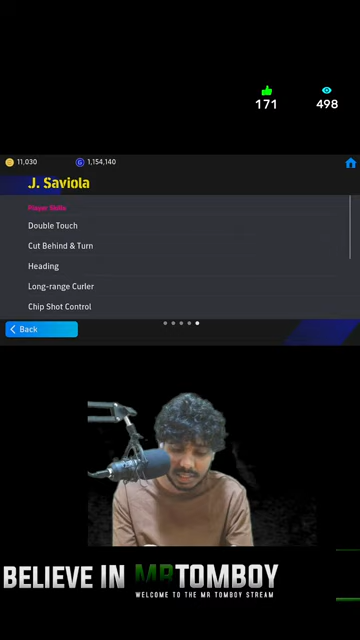 171
498
11,030
1,154,140
J. Saviola
Player Skills
Double Touch
Cut Behind & Turn
Heading
Long-range Curler
Chip Shot Control
Back
BELIEVE IN MRTOMBOY
WELCOME TO THE MR TOMBOY STREAM